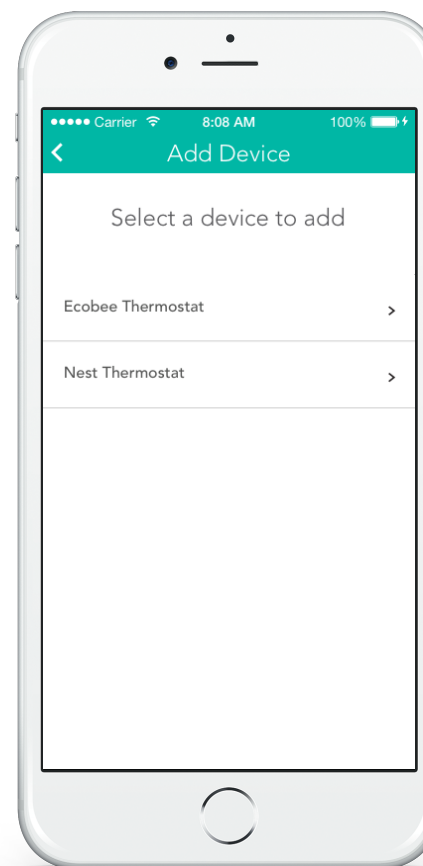 Carrier 8:08 AM 100%
Add Device
Select a device to add
Ecobee Thermostat
Nest Thermostat